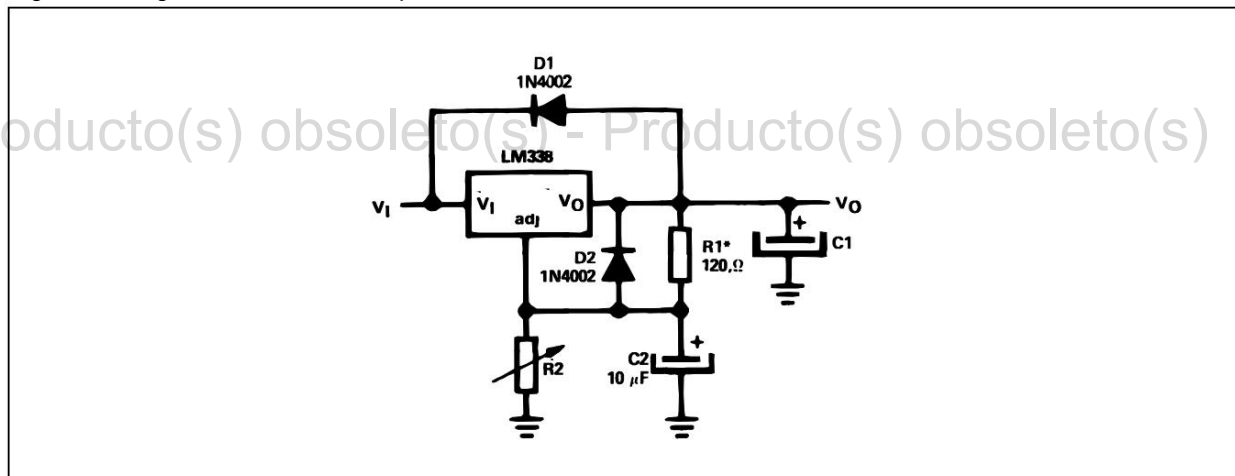 D1
1N4002
oducto(s) obsoleto(s) - Producto(s) obsoleto(s)
LM338
VI
VI
VO
adj
VO
D2
1N4002
R1*
120,Ω
C1
R2
C2
10 μF
+
+